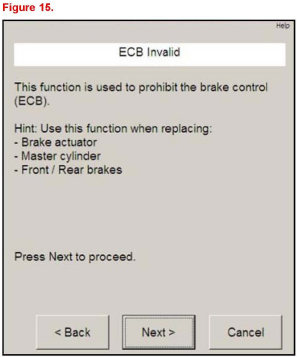 Figure 15.
Help
ECB Invalid
This function is used to prohibit the brake control
(ECB).
Hint: Use this function when replacing:
- Brake actuator
- Master cylinder
- Front / Rear brakes
Press Next to proceed.
< Back
Next >
Cancel